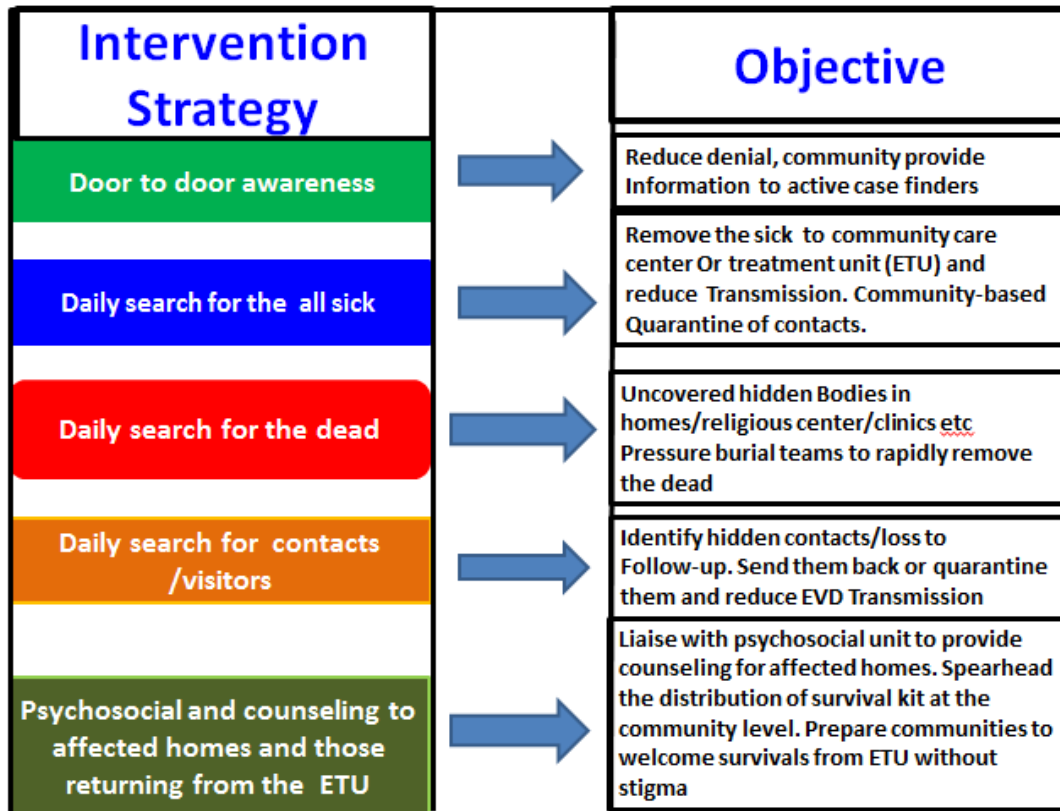 Intervention
Strategy
Objective
Door to door awareness
Reduce denial, community provide
Information to active case finders
Daily search for the all sick
Remove the sick to community care
center Or treatment unit (ETU) and
reduce Transmission. Community-based
Quarantine of contacts.
Daily search for the dead
Uncovered hidden Bodies in
homes/religious center/clinics etc
Pressure burial teams to rapidly remove
the dead
Daily search for contacts
/visitors
Identify hidden contacts/loss to
Follow-up. Send them back or quarantine
them and reduce EVD Transmission
Psychosocial and counseling to
affected homes and those
returning from the ETU
Liaise with psychosocial unit to provide
counseling for affected homes. Spearhead
the distribution of survival kit at the
community level. Prepare communities to
welcome survivals from ETU without
stigma